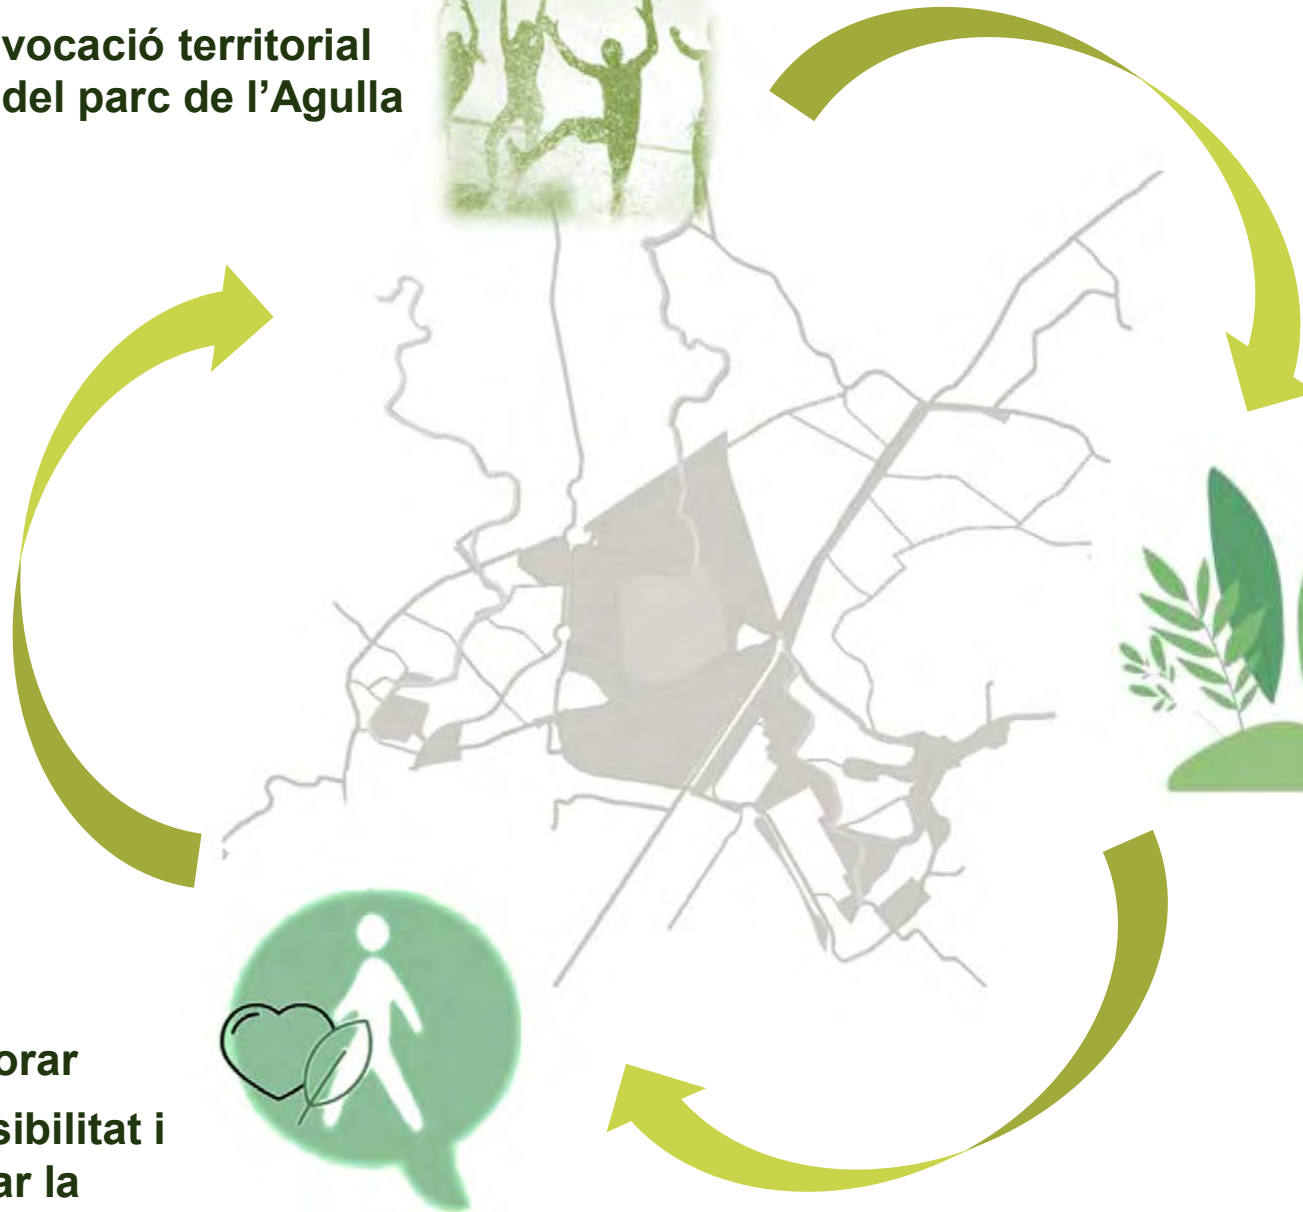 vocació territorial
del parc de l’Agulla
orar
sibilitat i
ar la